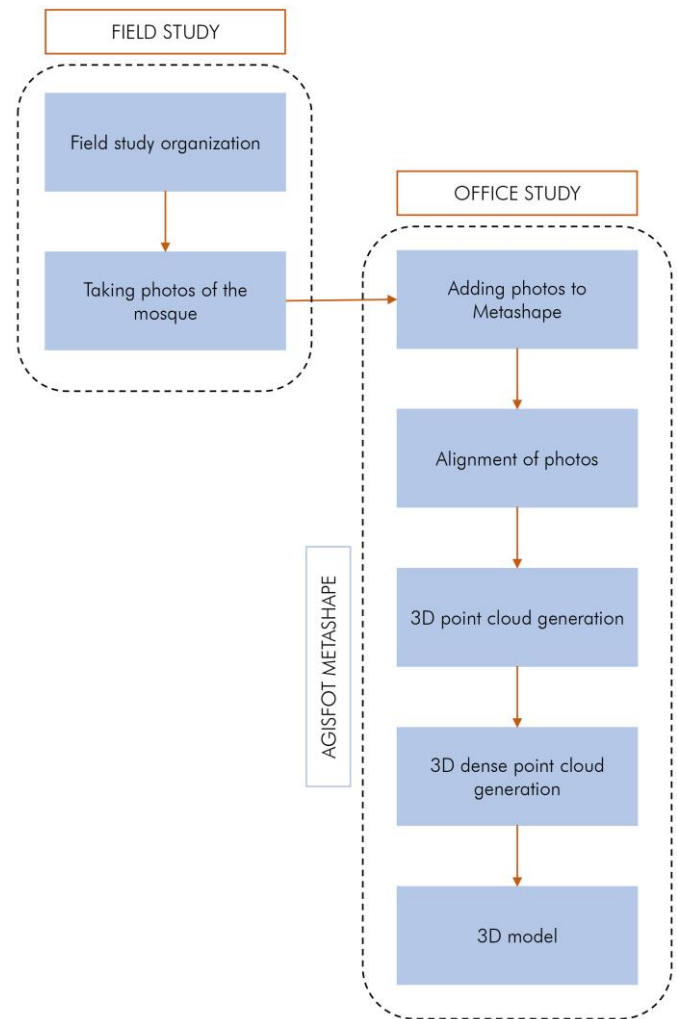 FIELD STUDY
Field study organization
Taking photos of the
mosque
OFFICE STUDY
Adding photos to
Metashape
Alignment of photos
AGISFOT METASHAPE
3D point cloud generation
3D dense point cloud
generation
3D model